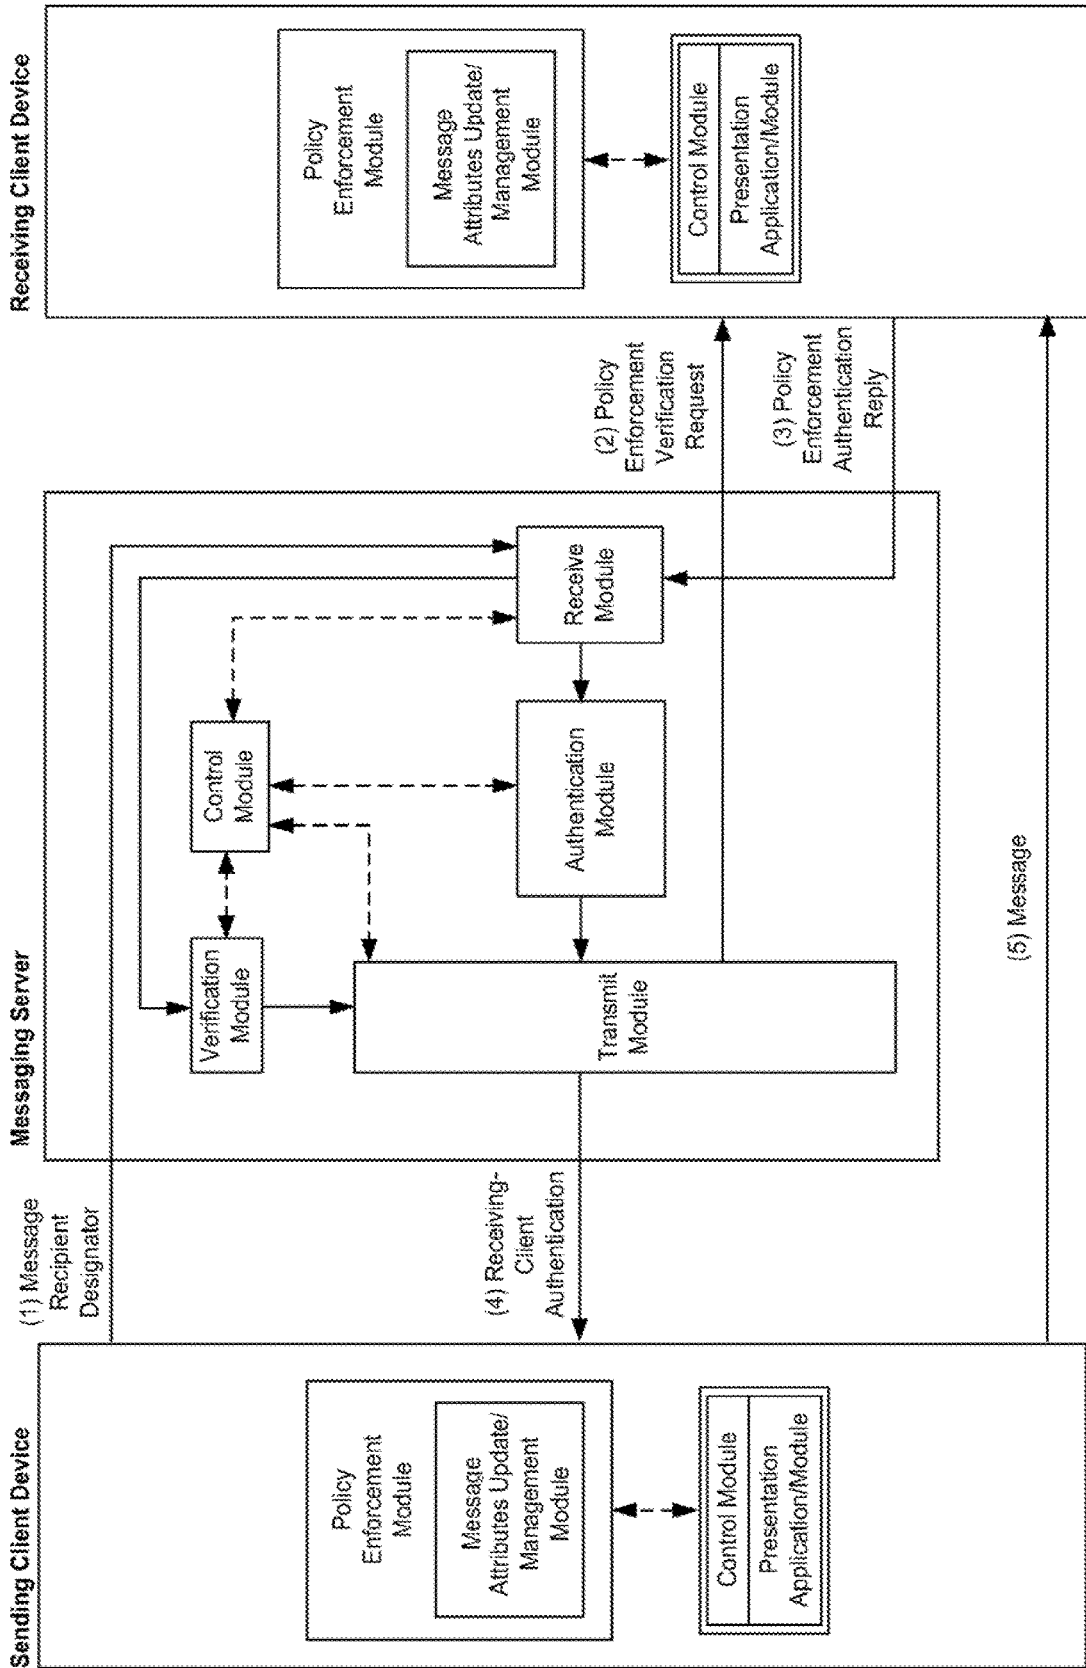 Sending Client Device
Policy
Enforcement
Module
Message
Attributes Update/
Management
Module
Control Module
Presentation
Application/Module
(1) Message
Recipient
Designator
(4) Receiving-
Client
Authentication
Messaging Server
Verification
Module
Control
Module
Transmit
Module
Authentication
Module
Receive
Module
(5) Message
(2) Policy
Enforcement
Verification
Request
(3) Policy
Enforcement
Authentication
Reply
Receiving Client Device
Policy
Enforcement
Module
Message
Attributes Update/
Management
Module
Control Module
Presentation
Application/Module